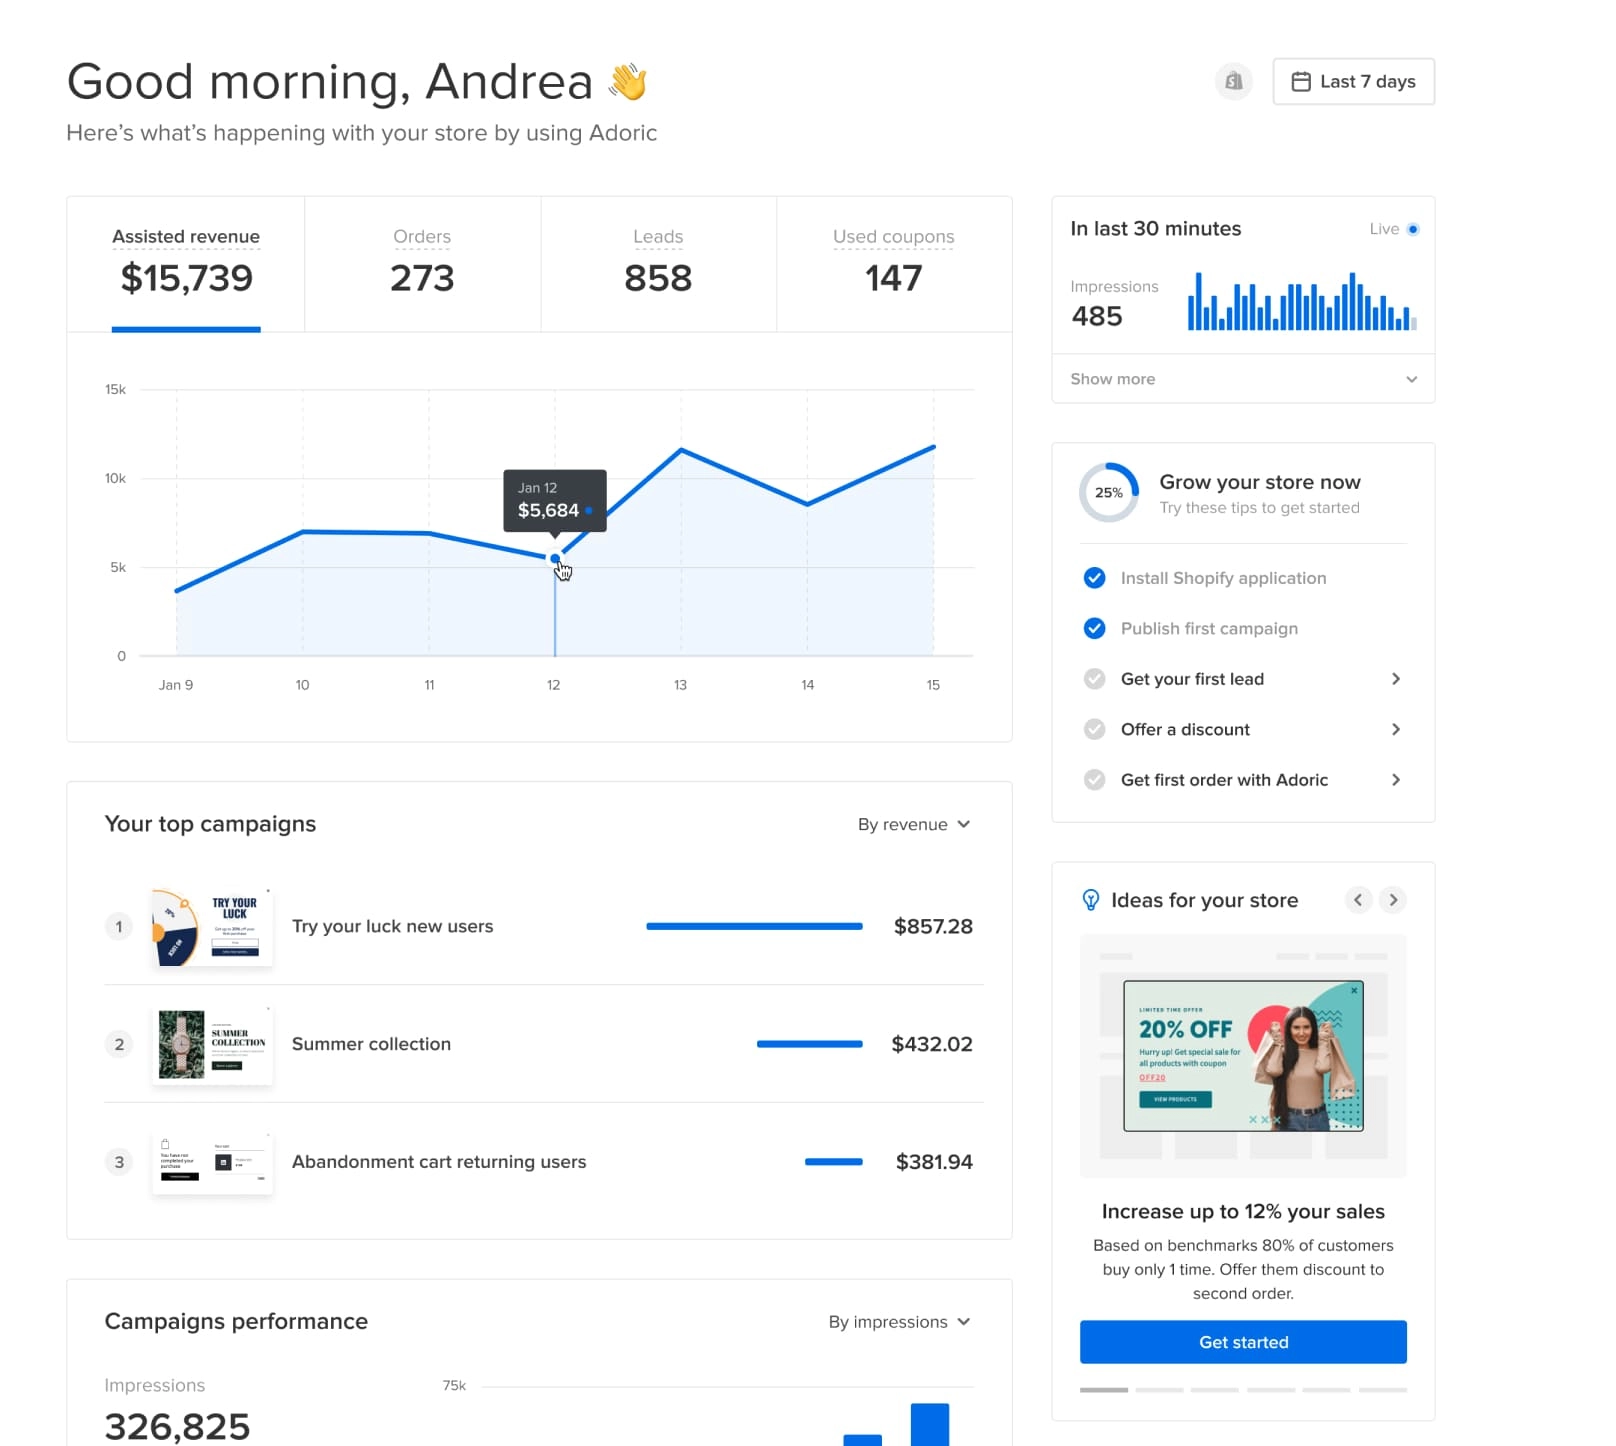 Good morning, Andrea 👋
Here’s what’s happening with your store by using Adoric
Last 7 days
Assisted revenue
$15,739
Orders
273
Leads
858
Used coupons
147
15k
10k
5k
0
Jan 12
$5,684
Jan 9
10
11
12
13
14
15
In last 30 minutes
Live
Impressions
485
Show more
25%
Grow your store now
Try these tips to get started
Install Shopify application
Publish first campaign
Get your first lead
Offer a discount
Get first order with Adoric
Your top campaigns
By revenue
1
TRY YOUR
LUCK
Try your luck new users
$857.28
2
SUMMER
COLLECTION
Summer collection
$432.02
3
You have not
completed your
purchase
Abandonment cart returning users
$381.94
Campaigns performance
By impressions
Impressions
326,825
75k
Ideas for your store
LIMITED TIME OFFER
20% OFF
Hurry up! Get special sale for
all products with coupon
OFF20
VIEW PRODUCTS
Increase up to 12% your sales
Based on benchmarks 80% of customers
buy only 1 time. Offer them discount to
second order.
Get started